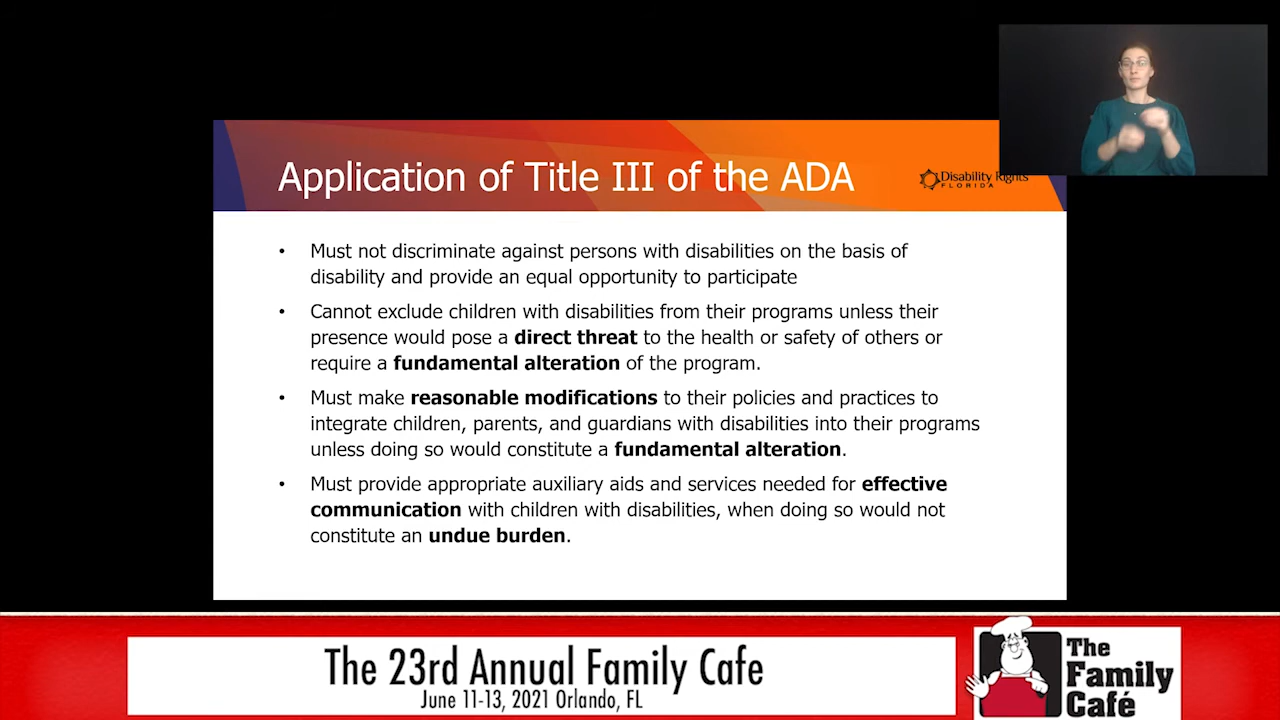 Application of Title III of the ADA
Disability Rights
FLORIDA
• Must not discriminate against persons with disabilities on the basis of
disability and provide an equal opportunity to participate
• Cannot exclude children with disabilities from their programs unless their
presence would pose a direct threat to the health or safety of others or
require a fundamental alteration of the program.
• Must make reasonable modifications to their policies and practices to
integrate children, parents, and guardians with disabilities into their programs
unless doing so would constitute a fundamental alteration.
• Must provide appropriate auxiliary aids and services needed for effective
communication with children with disabilities, when doing so would not
constitute an undue burden.
The 23rd Annual Family Cafe
June 11-13, 2021 Orlando, FL
The
Family
Café